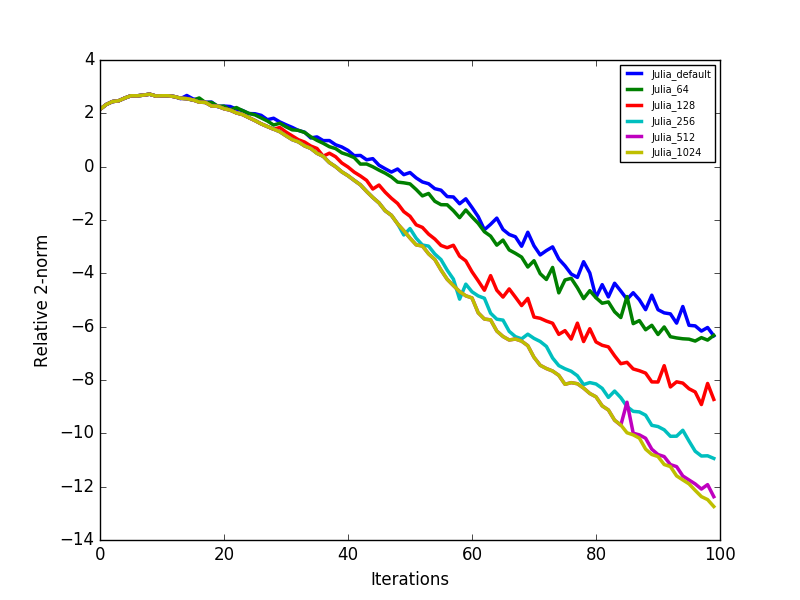 4
2
0
−2
−4
−6
−8
−10
−12
−14
0 20 40 60 80 100
Relative 2-norm
Iterations
Julia_default
Julia_64
Julia_128
Julia_256
Julia_512
Julia_1024